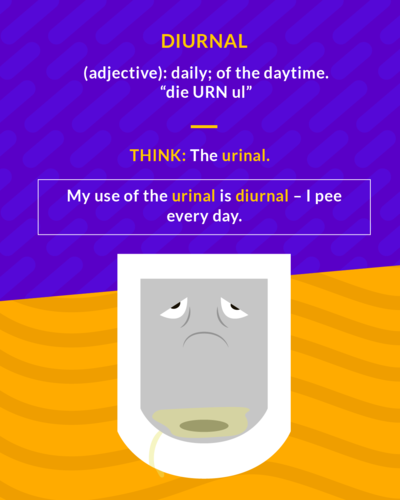 DIURNAL
(adjective): daily; of the daytime.
“die URN ul”
THINK: The urinal.
My use of the urinal is diurnal – I pee
every day.